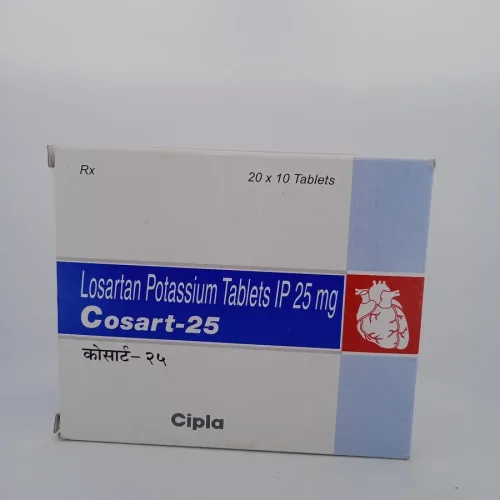 Rx
20 x 10 Tablets
Losartan Potassium Tablets IP 25 mg
Cosart-25
कोसार्ट-२५
Cipla